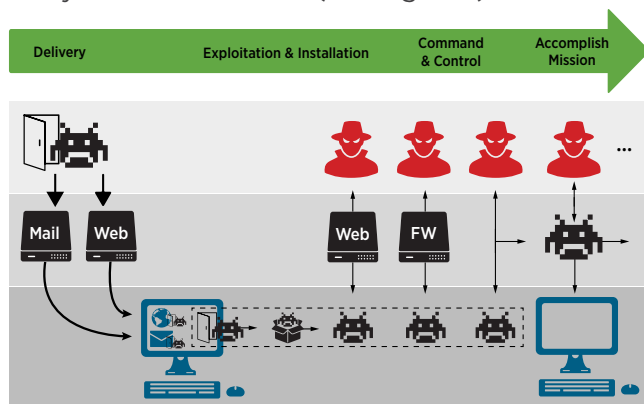 Delivery
Exploitation & Installation
Command
& Control
Accomplish
Mission
...
Mail
Web
Web
FW